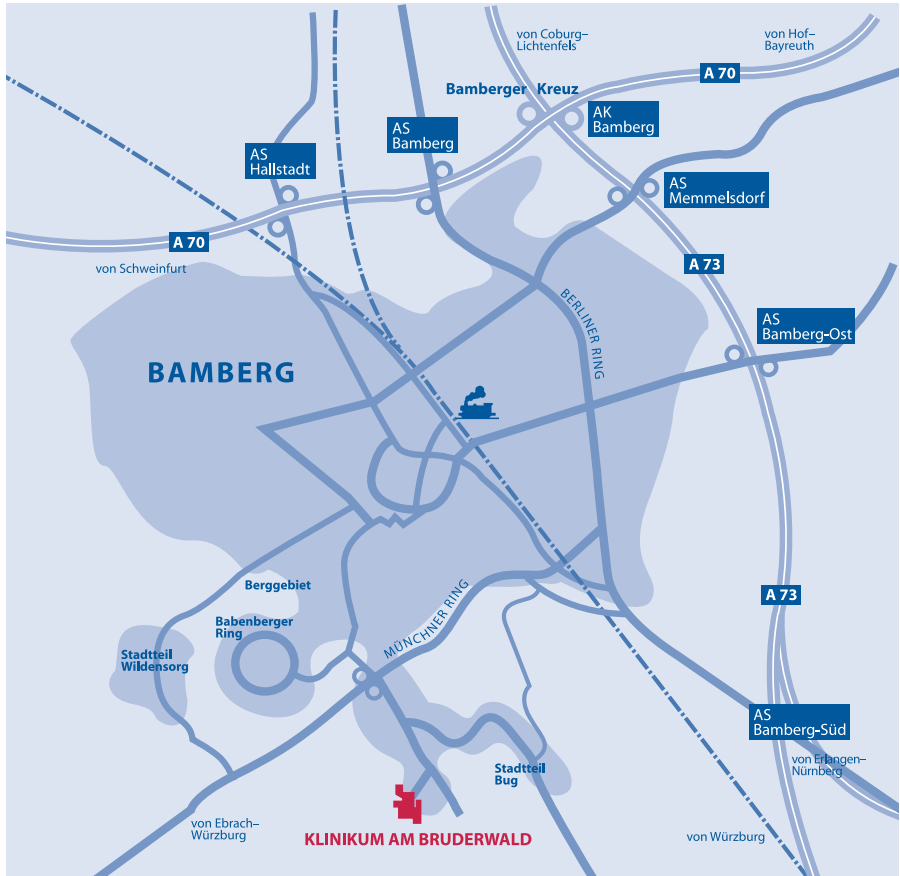 von Coburg–
Lichtenfels
von Hof–
Bayreuth
A 70
Bamberger Kreuz
AK
Bamberg
AS
Bamberg
AS
Hallstadt
AS
Memmelsdorf
A 70
von Schweinfurt
A 73
BERLINER RING
AS
Bamberg-Ost
BAMBERG
Berggebiet
A 73
MÜNCHNER RING
Babenberger
Ring
Stadtteil
Wildensorg
AS
Bamberg-Süd
von Erlangen–
Nürnberg
Stadtteil
Bug
von Ebrach–
Würzburg
KLINIKUM AM BRUDERWALD
von Würzburg